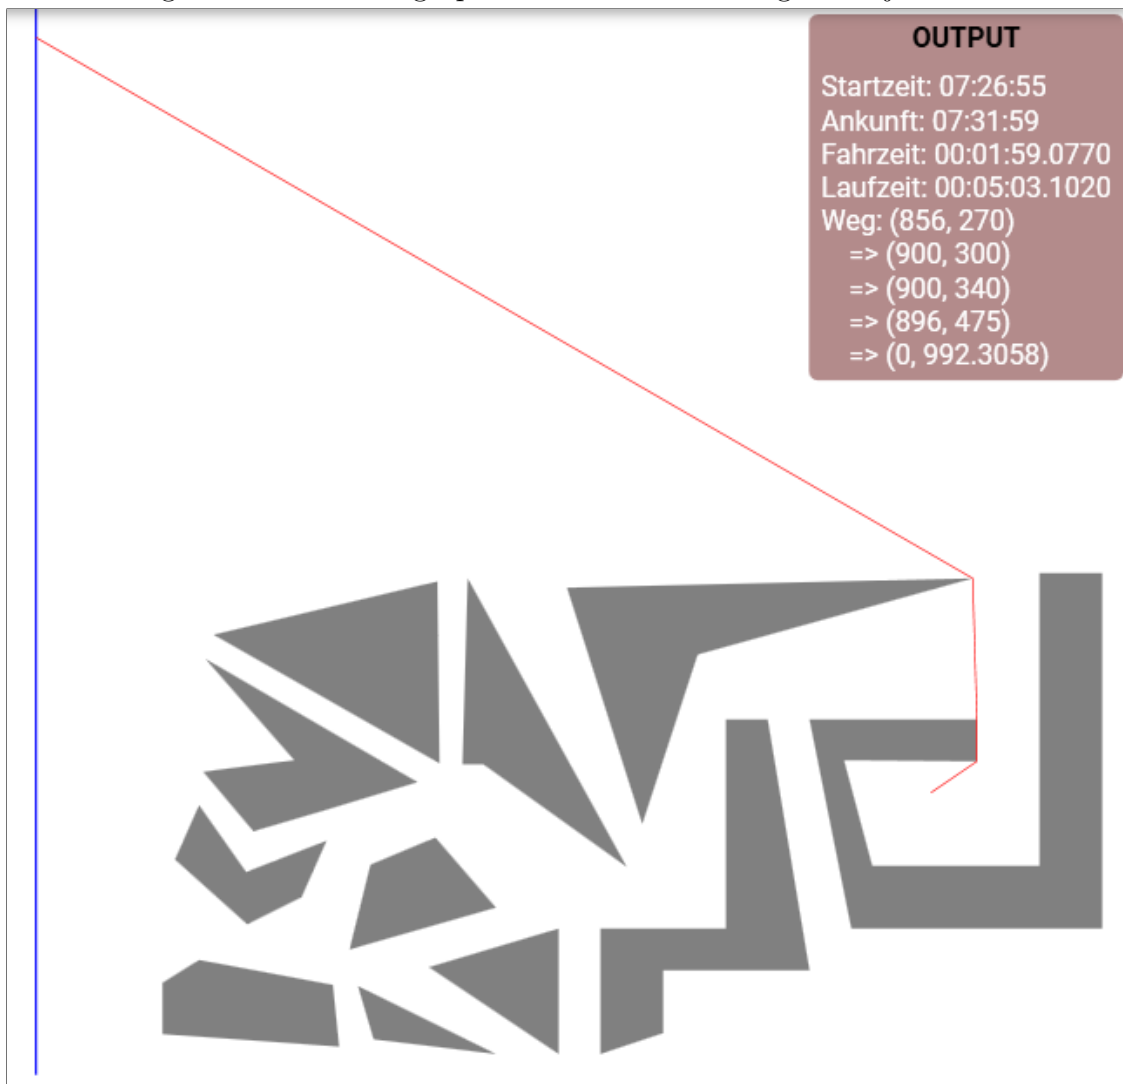 OUTPUT
Startzeit: 07:26:55
Ankunft: 07:31:59
Fahrzeit: 00:01:59.0770
Laufzeit: 00:05:03.1020
Weg: (856, 270)
=> (900, 300)
=> (900, 340)
=> (896, 475)
=> (0, 992.3058)